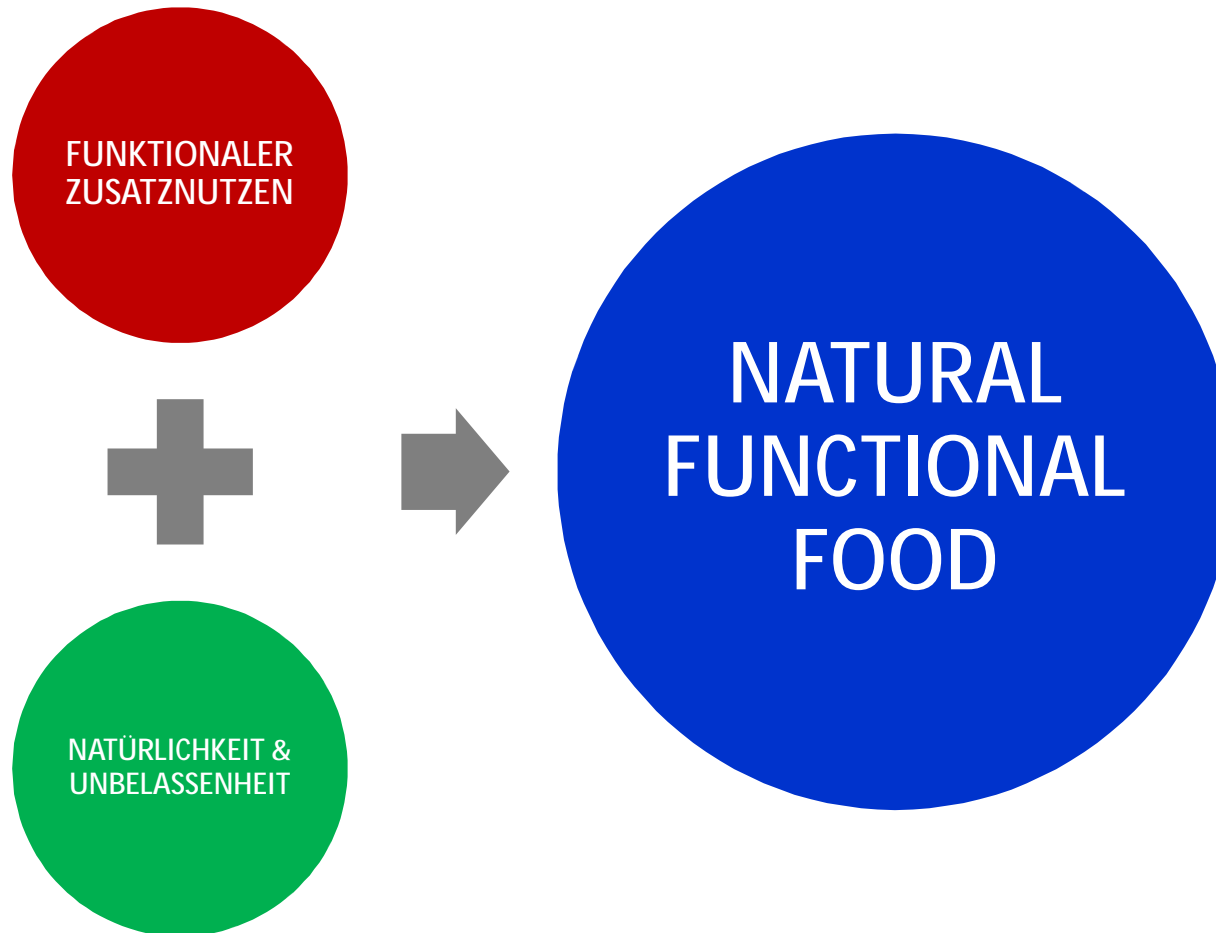 FUNKTIONALER
ZUSATZNUTZEN
NATÜRLICHKEIT &
UNBELASSENHEIT
NATURAL
FUNCTIONAL
FOOD